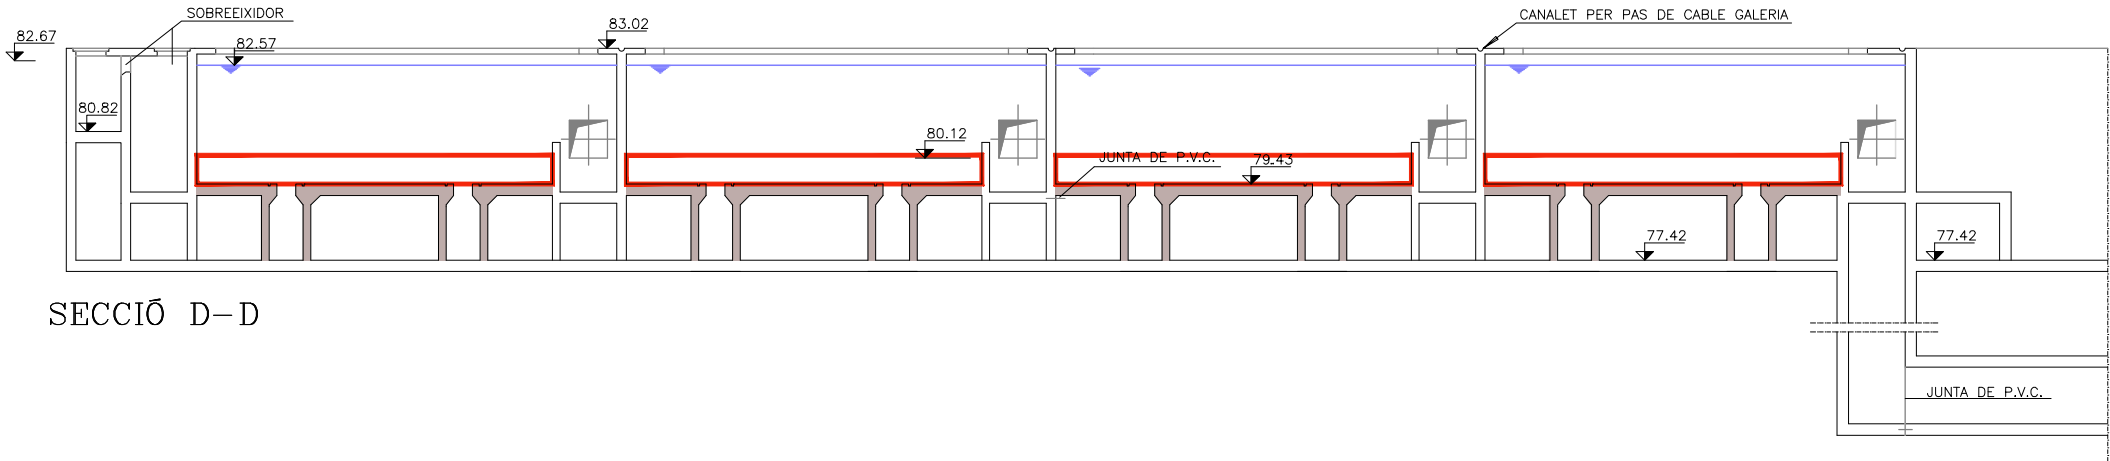 SOBREEIXIDOR
CANALET PER PAS DE CABLE GALERIA
83.02
82.67
82.57
80.82
80.12
JUNTA DE P.V.C.
79.43
77.42
77.42
SECCIÓ D-D
JUNTA DE P.V.C.